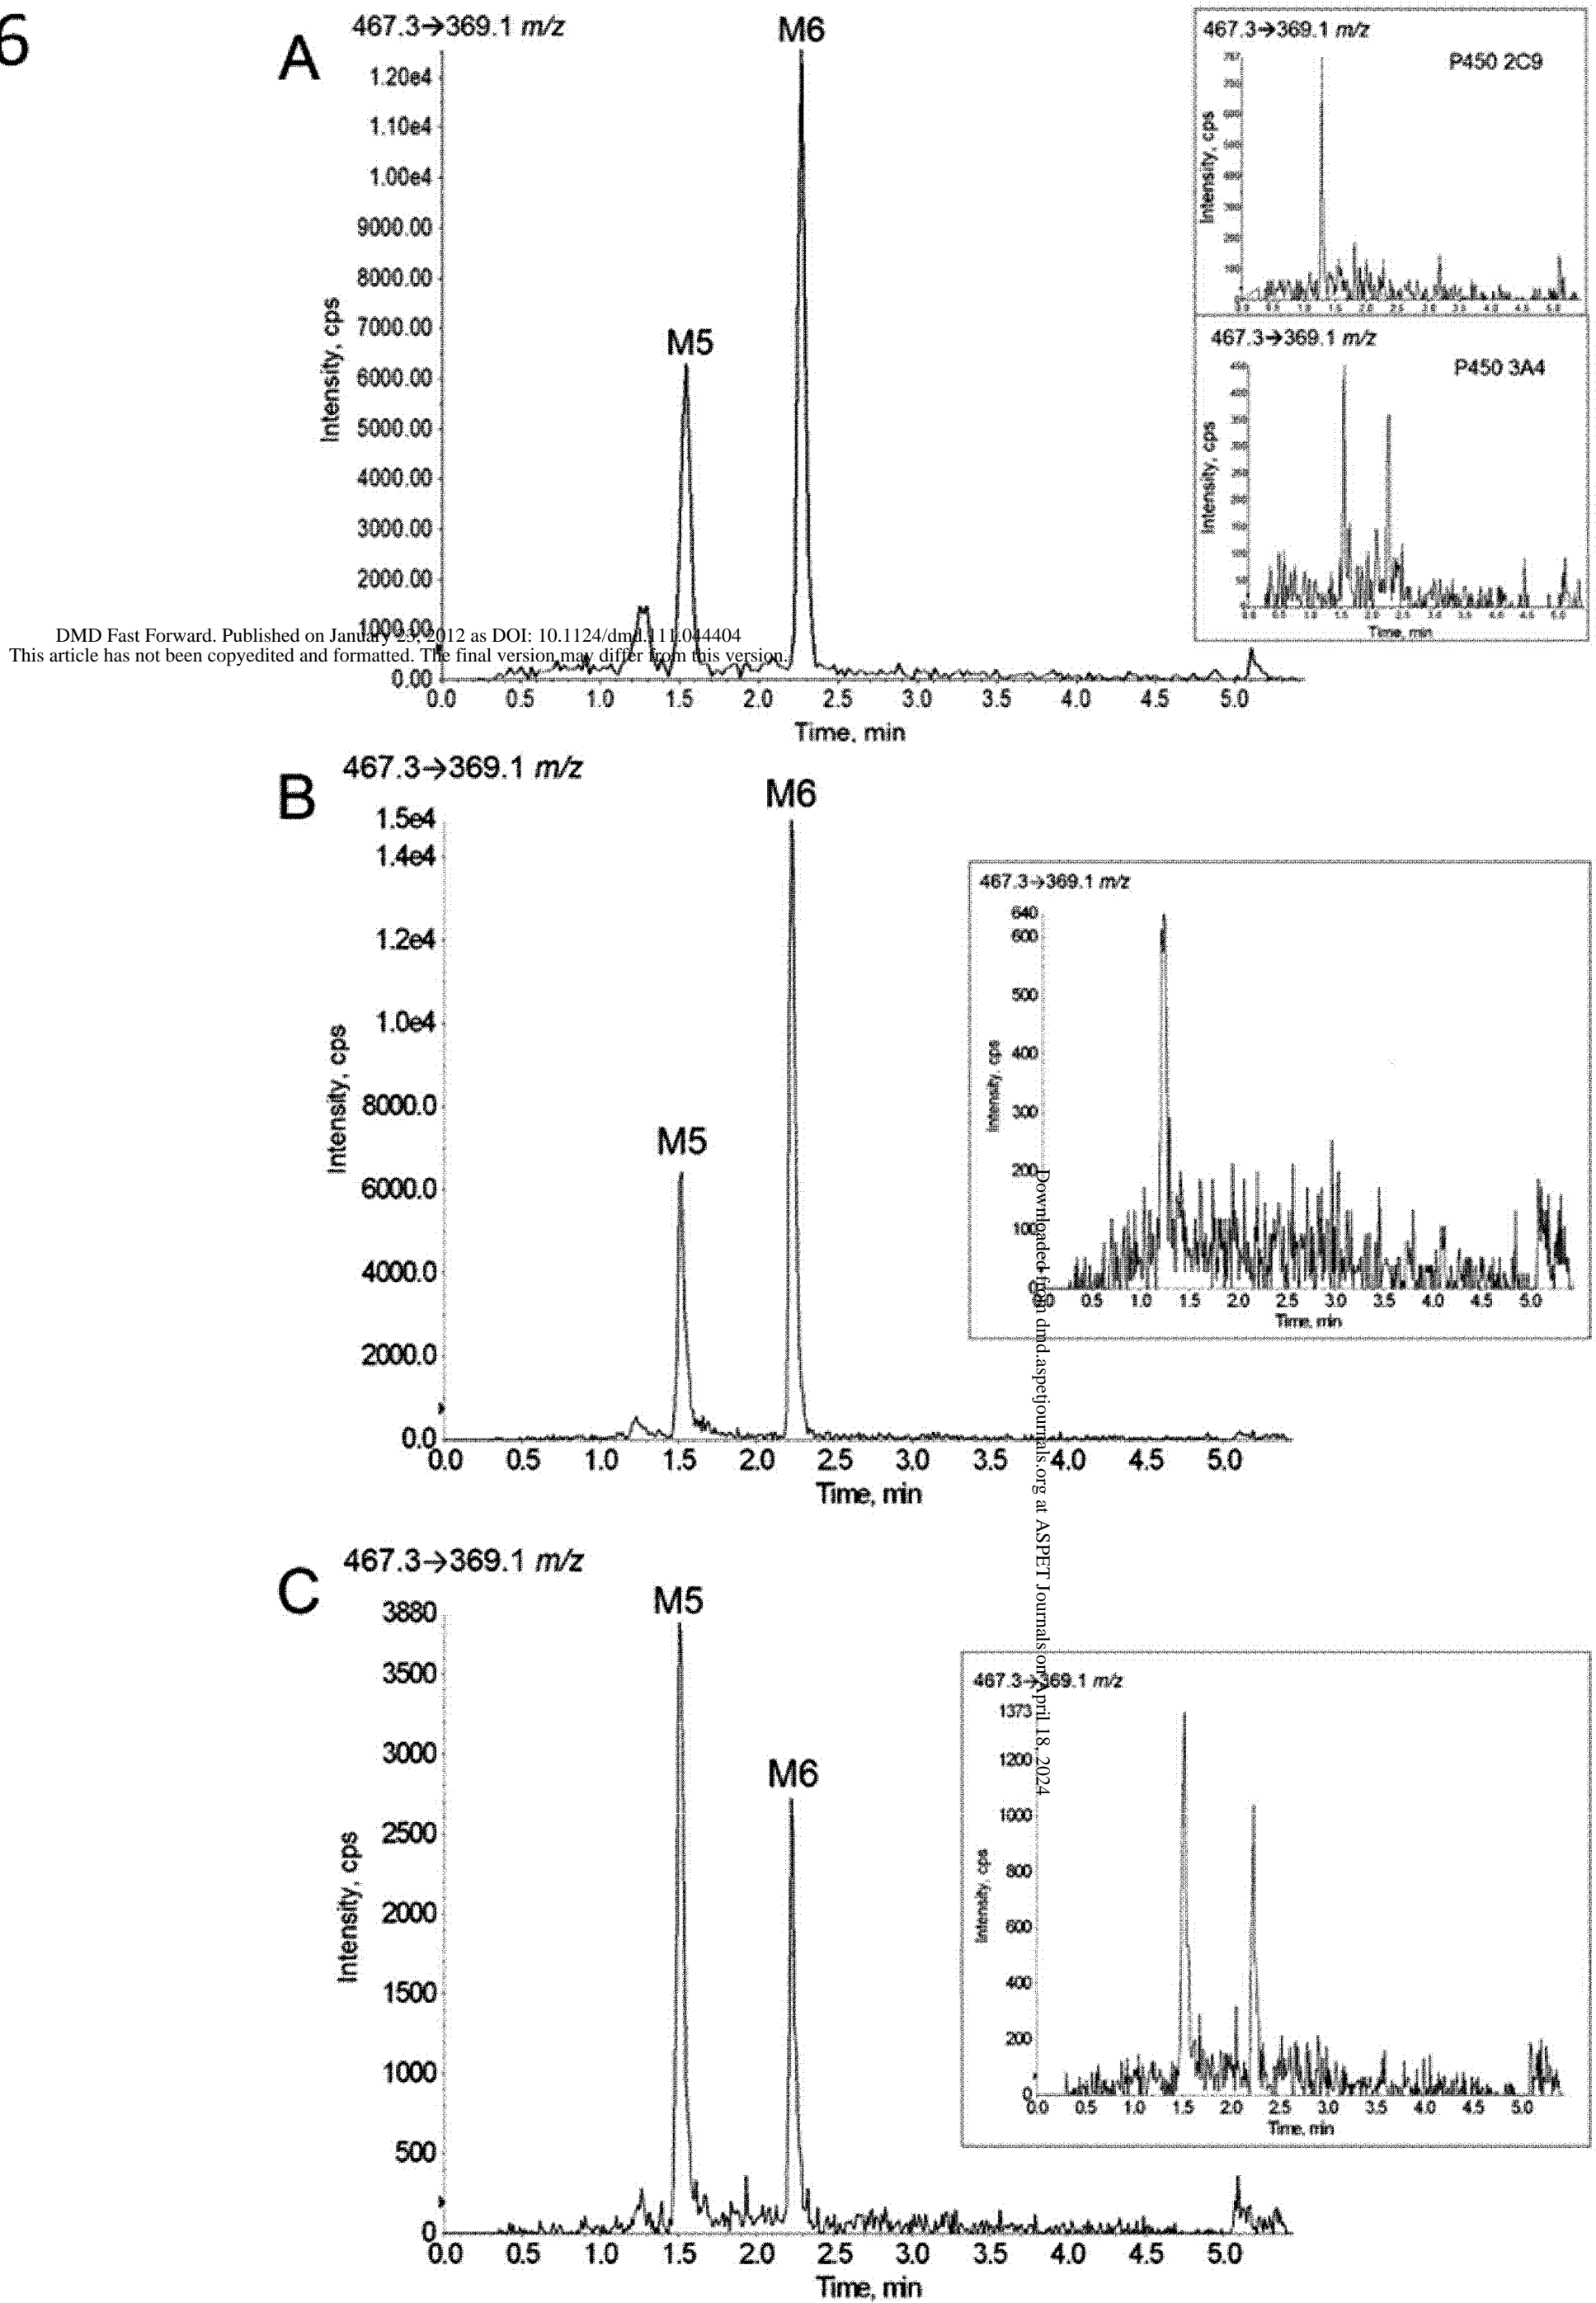 6
A
467.3→369.1 m/z
M6
M5
1.20e4
1.10e4
1.00e4
9000.00
8000.00
7000.00
6000.00
5000.00
4000.00
3000.00
2000.00
1000.00
0.00
Intensity, cps
0.0 0.5 1.0 1.5 2.0 2.5 3.0 3.5 4.0 4.5 5.0
Time, min
467.3→369.1 m/z
P450 2C9
Intensity, cps
467.3→369.1 m/z
P450 3A4
Intensity, cps
Time, min
DMD Fast Forward. Published on January 23, 2012 as DOI: 10.1124/dmd.111.044404
This article has not been copyedited and formatted. The final version may differ from this version.
B
467.3→369.1 m/z
M6
M5
1.5e4
1.4e4
1.2e4
1.0e4
8000.0
6000.0
4000.0
2000.0
0.0
Intensity, cps
0.0 0.5 1.0 1.5 2.0 2.5 3.0 3.5 4.0 4.5 5.0
Time, min
467.3→369.1 m/z
640
600
500
400
300
200
100
0
Intensity, cps
0.5 1.0 1.5 2.0 2.5 3.0 3.5 4.0 4.5 5.0
Time, min
Downloaded from dmd.aspetjournals.org at ASPET Journals on April 18, 2024
C
467.3→369.1 m/z
M5
M6
3880
3500
3000
2500
2000
1500
1000
500
0
Intensity, cps
0.0 0.5 1.0 1.5 2.0 2.5 3.0 3.5 4.0 4.5 5.0
Time, min
467.3→369.1 m/z
1373
1200
1000
800
600
400
200
0
Intensity, cps
0.0 0.5 1.0 1.5 2.0 2.5 3.0 3.5 4.0 4.5 5.0
Time, min